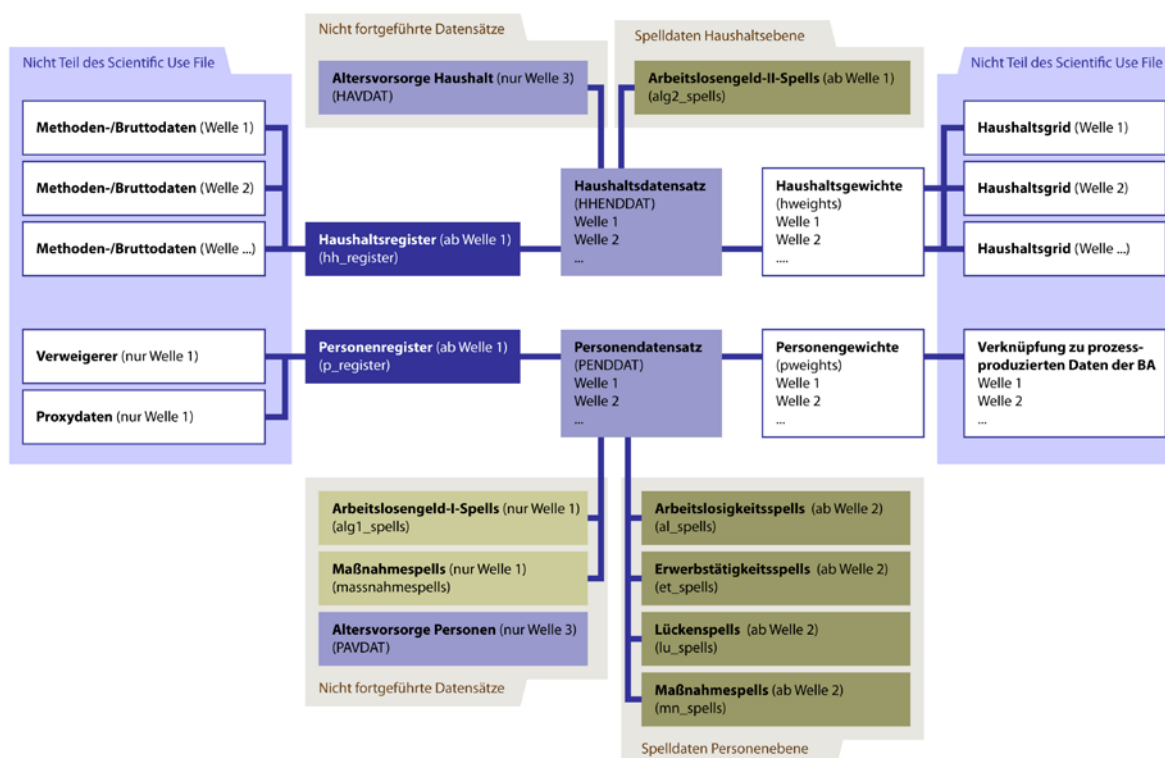 Nicht fortgeführte Datensätze
Spelldaten Haushaltsebene
Nicht Teil des Scientific Use File
Nicht Teil des Scientific Use File
Altersvorsorge Haushalt (nur Welle 3)
(HAVDAT)
Arbeitslosengeld-II-Spells (ab Welle 1)
(alg2_spells)
Methoden-/Bruttodaten (Welle 1)
Methoden-/Bruttodaten (Welle 2)
Methoden-/Bruttodaten (Welle ...)
Haushaltsregister (ab Welle 1)
(hh_register)
Haushaltsdatensatz
(HHENDDAT)
Welle 1
Welle 2
...
Haushaltsgewichte
(hweights)
Welle 1
Welle 2
....
Haushaltsgrid (Welle 1)
Haushaltsgrid (Welle 2)
Haushaltsgrid (Welle ...)
Verweigerer (nur Welle 1)
Proxydaten (nur Welle 1)
Personenregister (ab Welle 1)
(p_register)
Personendatensatz
(PENDDAT)
Welle 1
Welle 2
...
Personengewichte
(pweights)
Welle 1
Welle 2
...
Verknüpfung zu prozess-
produzierten Daten der BA
Welle 1
Welle 2
...
Arbeitslosengeld-I-Spells (nur Welle 1)
(alg1_spells)
Maßnahmespells (nur Welle 1)
(massnahmespells)
Altersvorsorge Personen (nur Welle 3)
(PAVDAT)
Nicht fortgeführte Datensätze
Arbeitslosigkeitsspells (ab Welle 2)
(al_spells)
Erwerbstätigkeitsspells (ab Welle 2)
(et_spells)
Lückenspells (ab Welle 2)
(lu_spells)
Maßnahmespells (ab Welle 2)
(mn_spells)
Spelldaten Personenebene